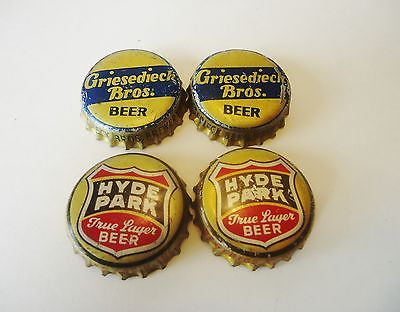 Griesedieck
Bros.
BEER
Griesedieck
Bros.
BEER
HYDE
PARK
True Lager
BEER
HYDE
PARK
True Lager
BEER